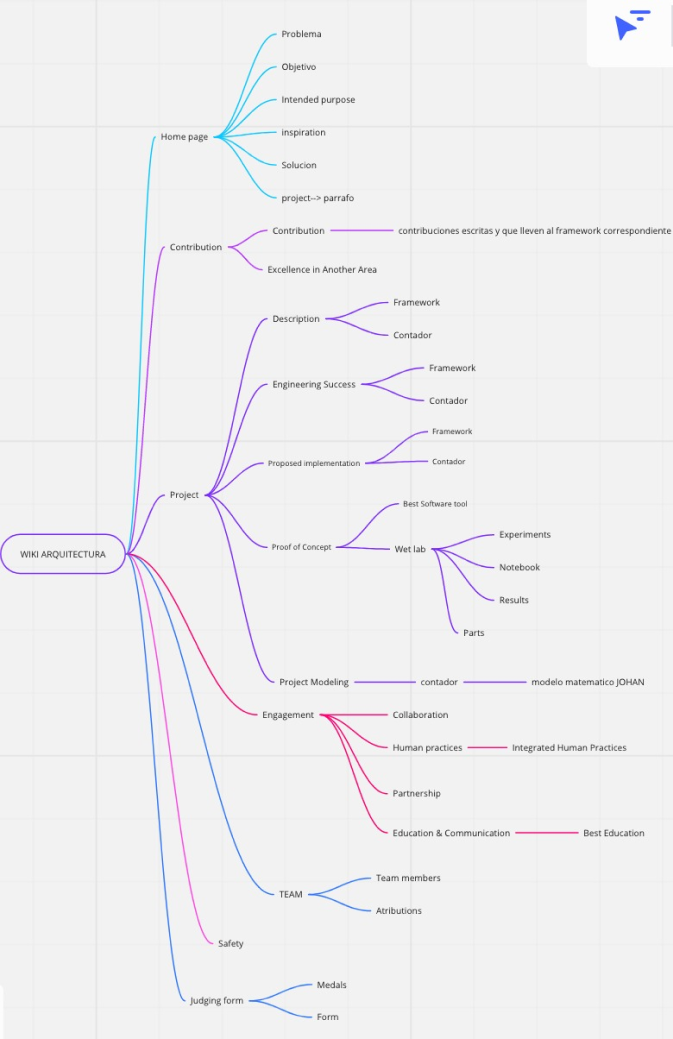 WIKI ARQUITECTURA
Home page
Problema
Objetivo
Intended purpose
inspiration
Solucion
project--> parrafo
Contribution
Contribution
contribuciones escritas y que lleven al framework correspondiente
Excellence in Another Area
Project
Description
Framework
Contador
Engineering Success
Framework
Contador
Proposed implementation
Framework
Contador
Proof of Concept
Best Software tool
Wet lab
Experiments
Notebook
Results
Parts
Project Modeling
contador
modelo matematico JOHAN
Engagement
Collaboration
Human practices
Integrated Human Practices
Partnership
Education & Communication
Best Education
TEAM
Team members
Atributions
Safety
Judging form
Medals
Form